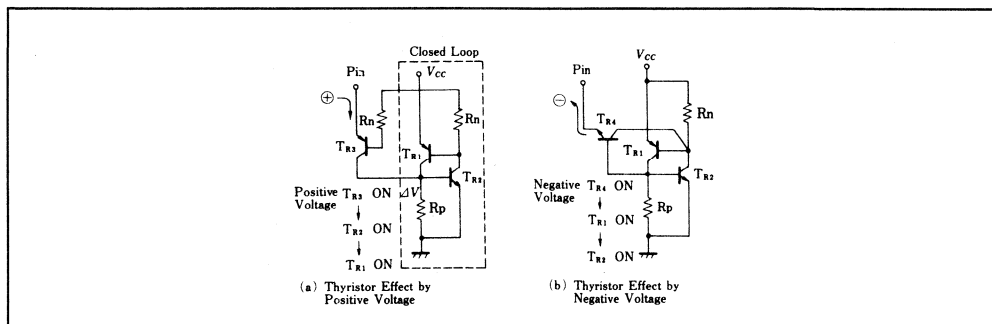 Closed Loop
Pin
VCC
⊕
Rn
Rn
TR3
TR1
TR2
Positive Voltage
TR3 ON
ΔV
Rp
↓
TR2 ON
↓
TR1 ON
(a) Thyristor Effect by
Positive Voltage
VCC
Pin
⊖
Rn
TR4
TR1
TR2
Negative Voltage
TR4 ON
↓
Rp
TR1 ON
↓
TR2 ON
(b) Thyristor Effect by
Negative Voltage